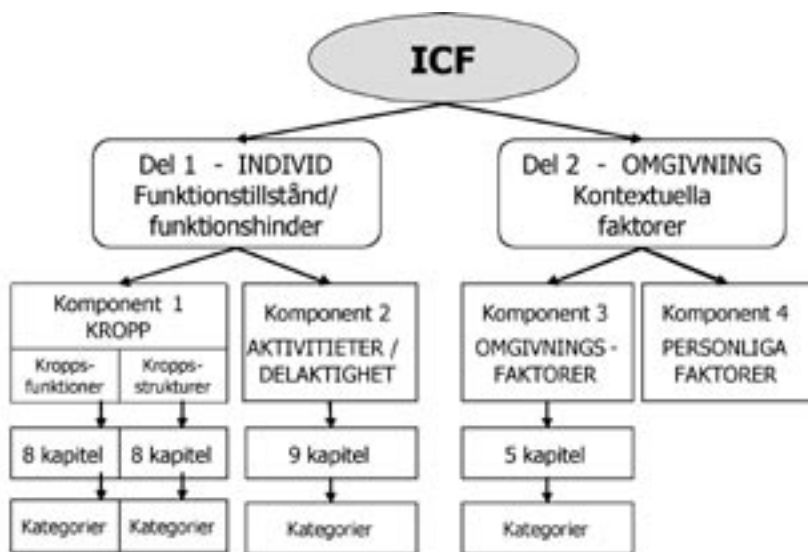 ICF
Del 1 - INDIVID
Funktionstillstånd/
funktionshinder
Del 2 - OMGIVNING
Kontextuella
faktorer
Komponent 1
KROPP
Kropps-
funktioner
Kropps-
strukturer
Komponent 2
AKTIVITIETER /
DELAKTIGHET
Komponent 3
OMGIVNINGS -
FAKTORER
Komponent 4
PERSONLIGA
FAKTORER
8 kapitel
8 kapitel
9 kapitel
5 kapitel
Kategorier
Kategorier
Kategorier
Kategorier